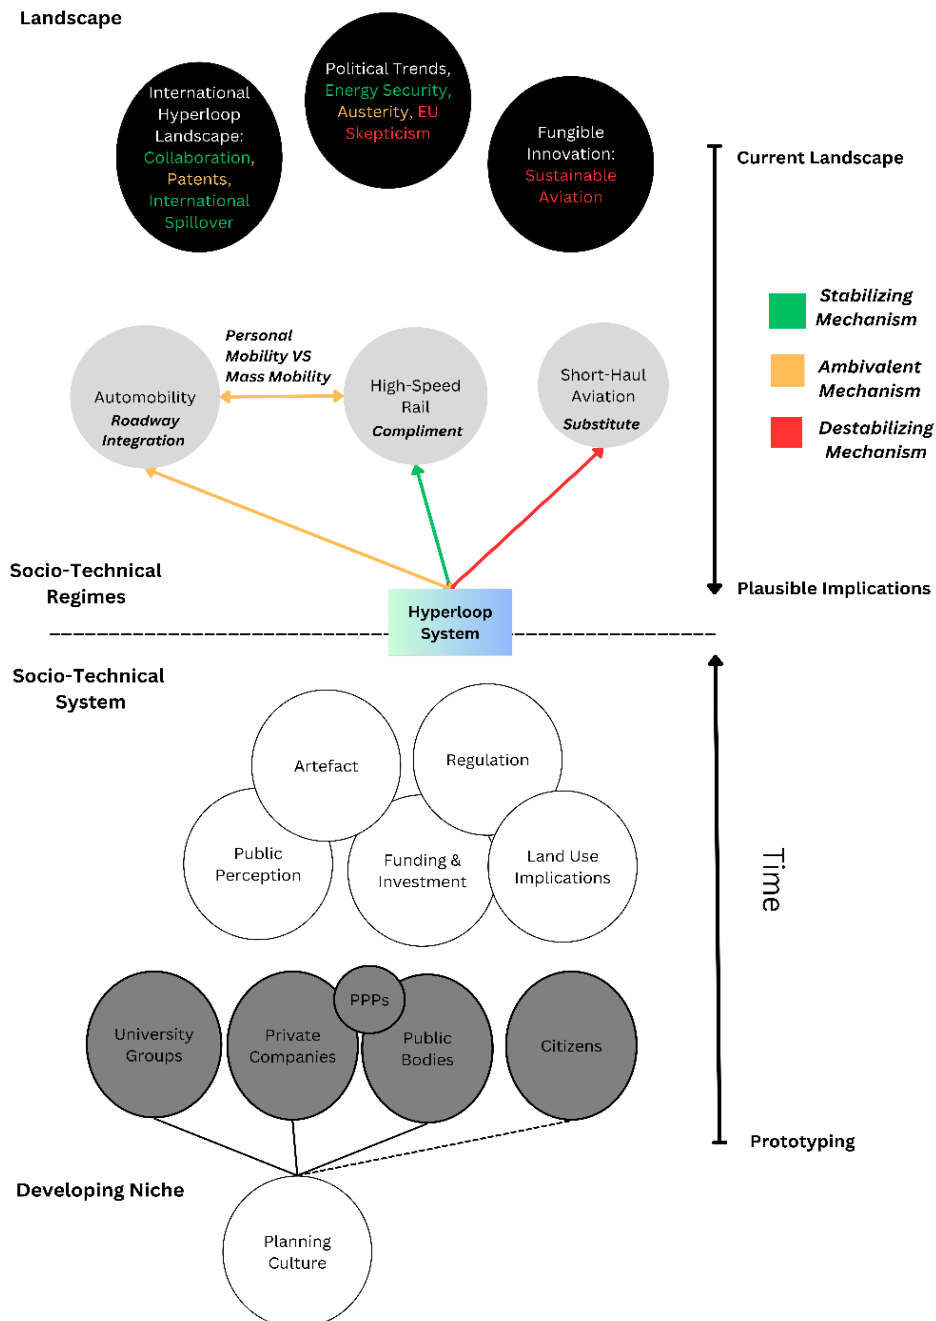 Landscape
International
Hyperloop
Landscape:
Collaboration,
Patents,
International
Spillover
Political Trends,
Energy Security,
Austerity, EU
Skepticism
Fungible
Innovation:
Sustainable
Aviation
Current Landscape
Stabilizing
Mechanism
Ambivalent
Mechanism
Destabilizing
Mechanism
Personal
Mobility VS
Mass Mobility
Automobility
Roadway
Integration
High-Speed
Rail
Compliment
Short-Haul
Aviation
Substitute
Socio-Technical
Regimes
Plausible Implications
Hyperloop
System
Socio-Technical
System
Artefact
Regulation
Public
Perception
Funding &
Investment
Land Use
Implications
Time
University
Groups
Private
Companies
PPPs
Public
Bodies
Citizens
Prototyping
Developing Niche
Planning
Culture